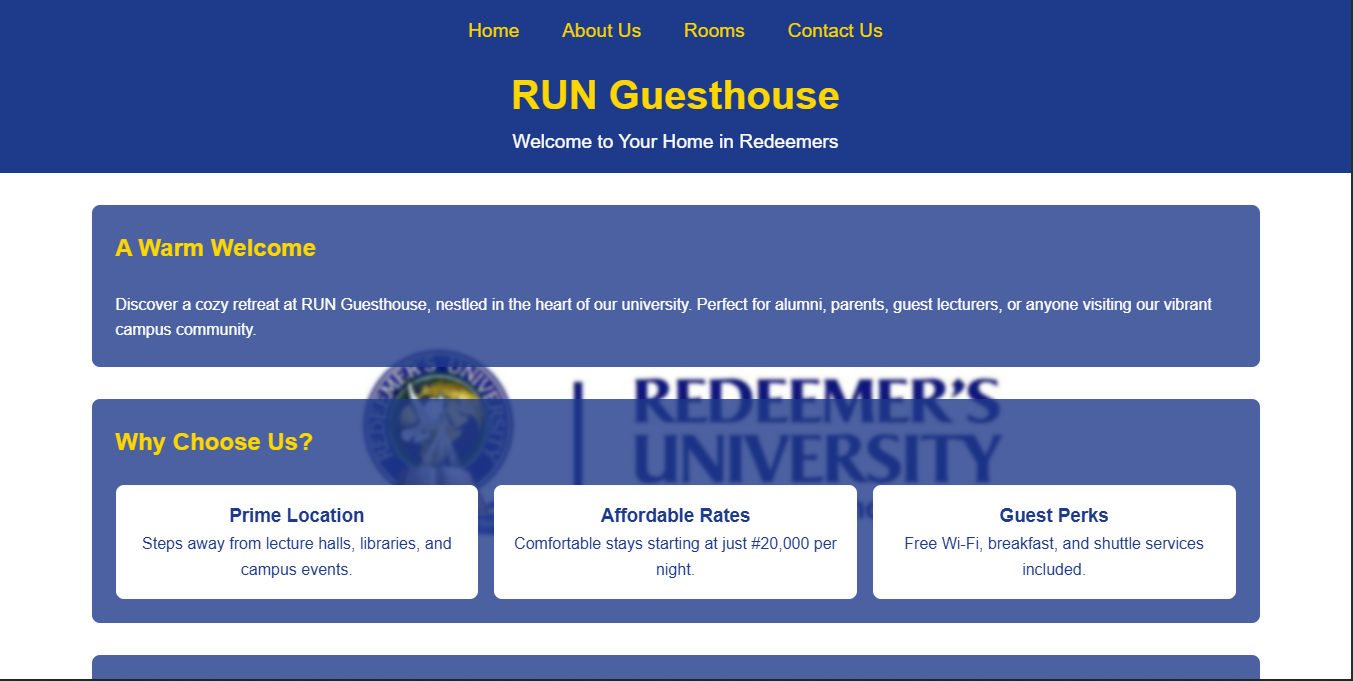 Home About Us Rooms Contact Us
RUN Guesthouse
Welcome to Your Home in Redeemers
A Warm Welcome
Discover a cozy retreat at RUN Guesthouse, nestled in the heart of our university. Perfect for alumni, parents, guest lecturers, or anyone visiting our vibrant
campus community.
REDEEMER'S UNIVERSITY
REDEEMER'S
UNIVERSITY
Why Choose Us?
Prime Location
Steps away from lecture halls, libraries, and
campus events.
Affordable Rates
Comfortable stays starting at just #20,000 per
night.
Guest Perks
Free Wi-Fi, breakfast, and shuttle services
included.